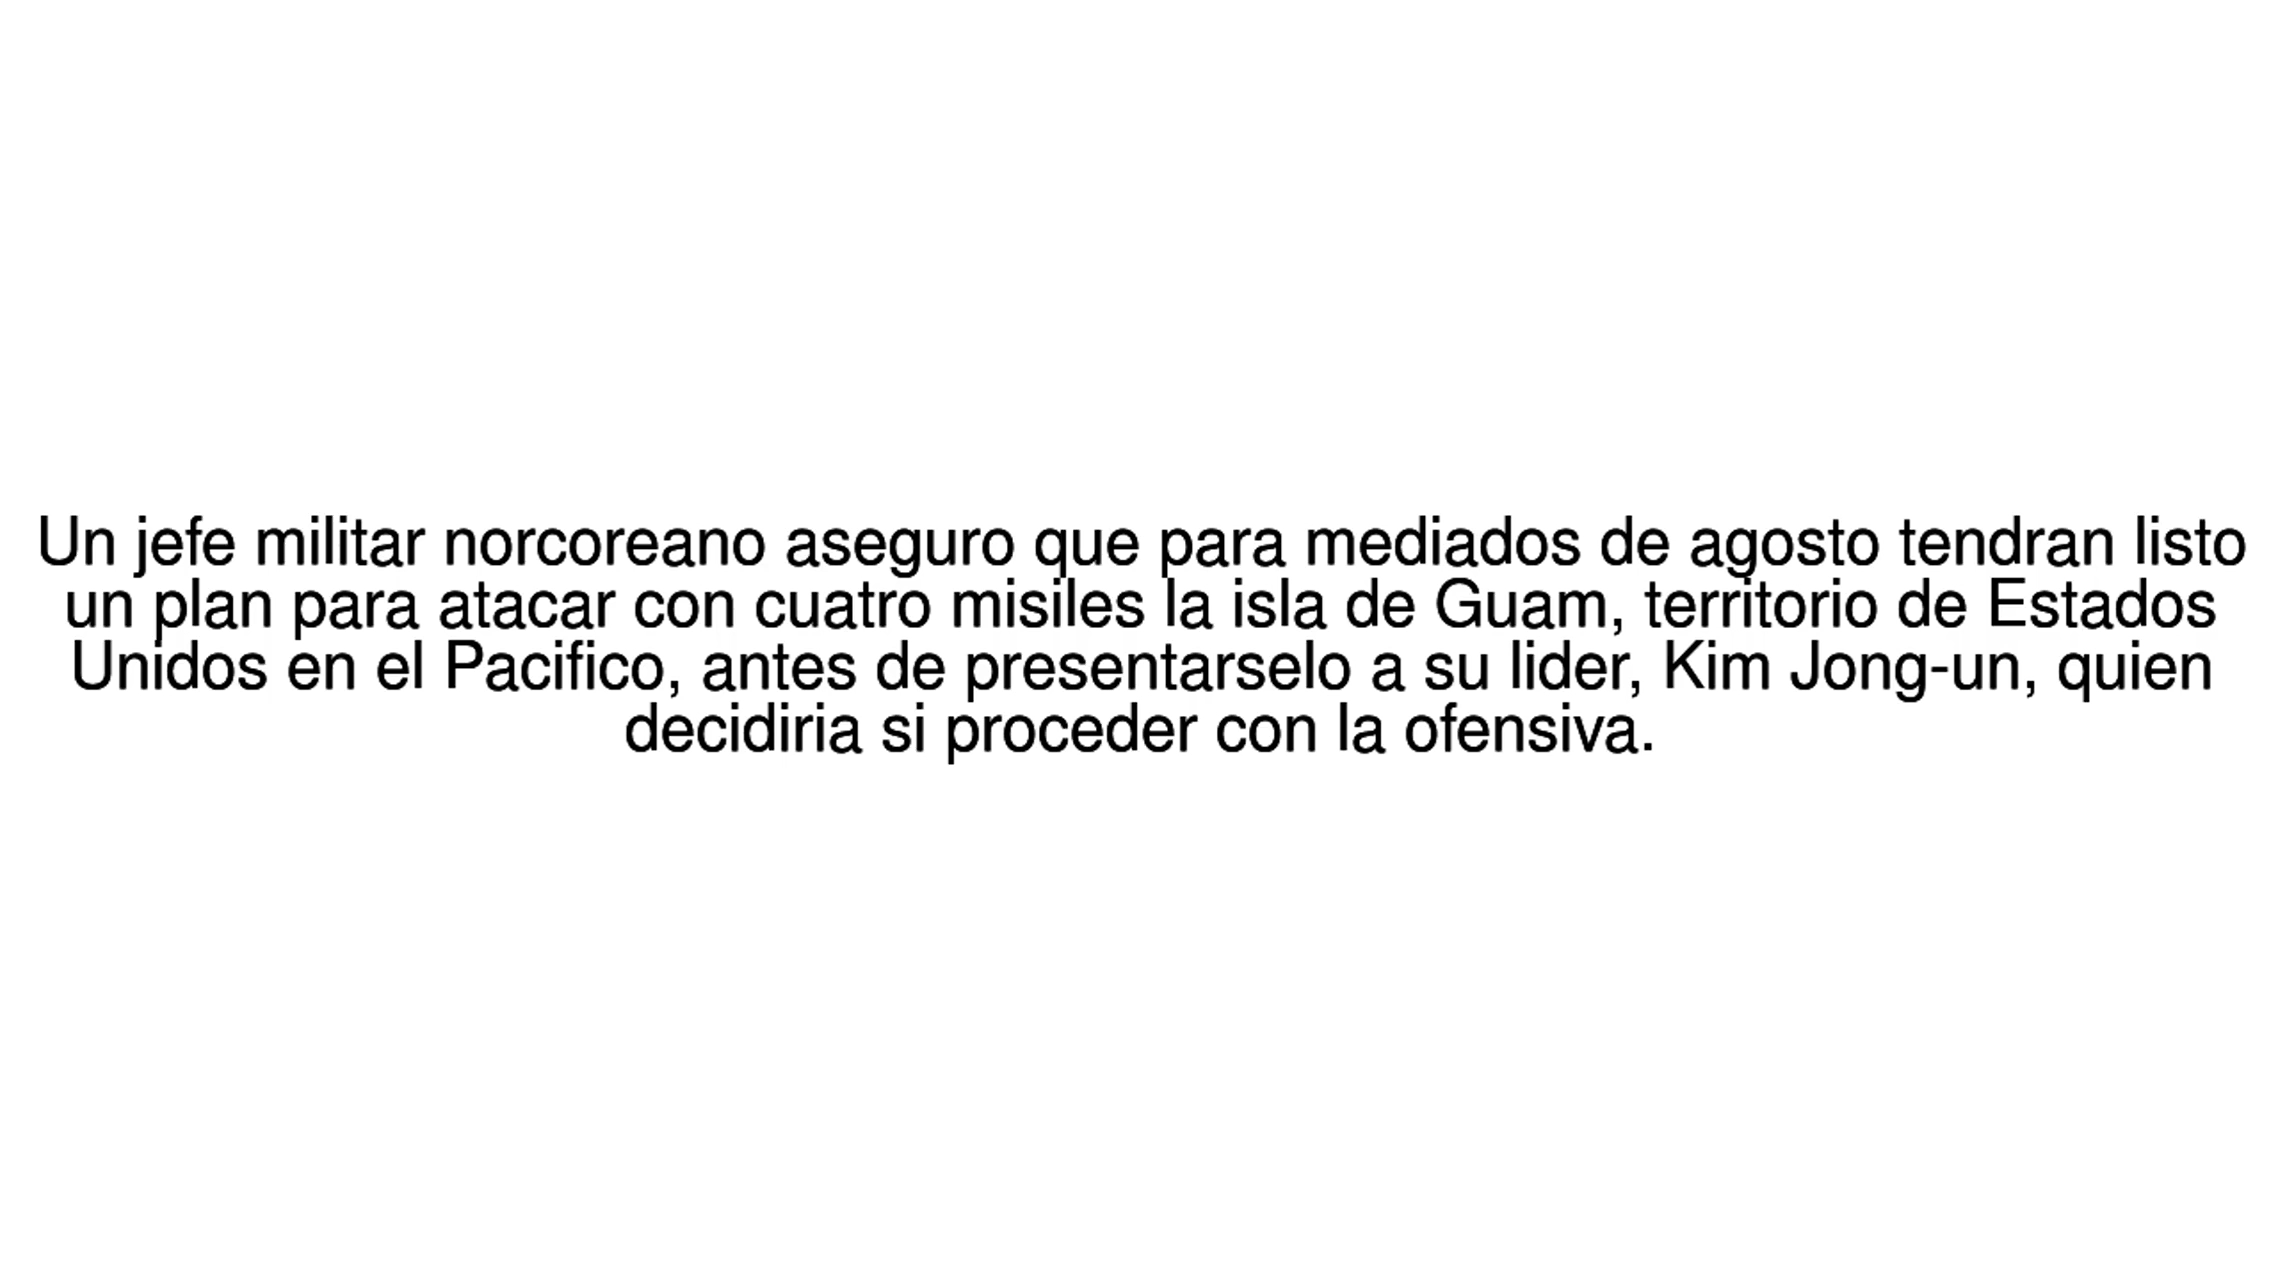 Un jefe militar norcoreano aseguro que para mediados de agosto tendran listo
un plan para atacar con cuatro misiles la isla de Guam, territorio de Estados
Unidos en el Pacifico, antes de presentarselo a su lider, Kim Jong-un, quien
decidiria si proceder con la ofensiva.